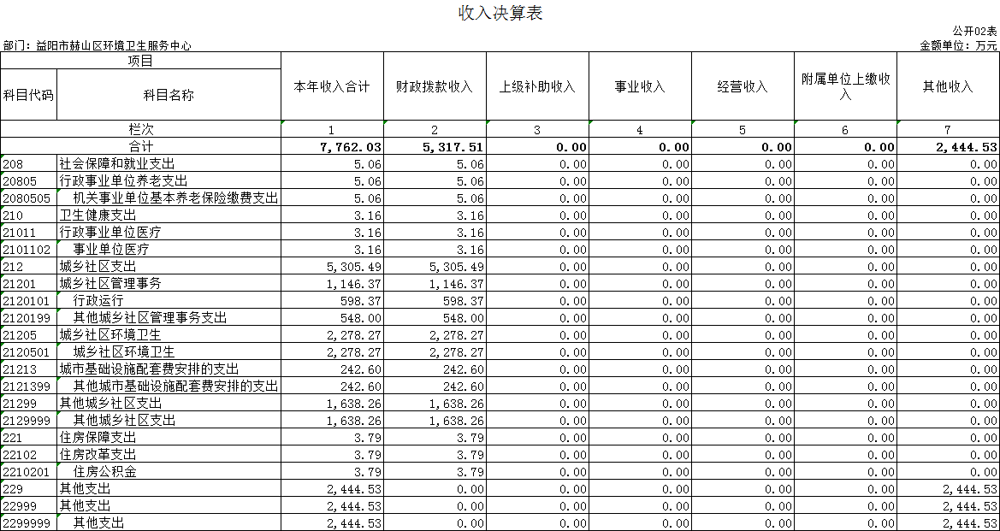 收入决算表
公开02表
部门：益阳市赫山区环境卫生服务中心 金额单位：万元
项目 本年收入合计 财政拨款收入 上级补助收入 事业收入 经营收入 附属单位上缴收入 其他收入
科目代码 科目名称
栏次 1 2 3 4 5 6 7
合计 7,762.03 5,317.51 0.00 0.00 0.00 0.00 2,444.53
208 社会保障和就业支出 5.06 5.06 0.00 0.00 0.00 0.00 0.00
20805 行政事业单位养老支出 5.06 5.06 0.00 0.00 0.00 0.00 0.00
2080505 机关事业单位基本养老保险缴费支出 5.06 5.06 0.00 0.00 0.00 0.00 0.00
210 卫生健康支出 3.16 3.16 0.00 0.00 0.00 0.00 0.00
21011 行政事业单位医疗 3.16 3.16 0.00 0.00 0.00 0.00 0.00
2101102 事业单位医疗 3.16 3.16 0.00 0.00 0.00 0.00 0.00
212 城乡社区支出 5,305.49 5,305.49 0.00 0.00 0.00 0.00 0.00
21201 城乡社区管理事务 1,146.37 1,146.37 0.00 0.00 0.00 0.00 0.00
2120101 行政运行 598.37 598.37 0.00 0.00 0.00 0.00 0.00
2120199 其他城乡社区管理事务支出 548.00 548.00 0.00 0.00 0.00 0.00 0.00
21205 城乡社区环境卫生 2,278.27 2,278.27 0.00 0.00 0.00 0.00 0.00
2120501 城乡社区环境卫生 2,278.27 2,278.27 0.00 0.00 0.00 0.00 0.00
21213 城市基础设施配套费安排的支出 242.60 242.60 0.00 0.00 0.00 0.00 0.00
2121399 其他城市基础设施配套费安排的支出 242.60 242.60 0.00 0.00 0.00 0.00 0.00
21299 其他城乡社区支出 1,638.26 1,638.26 0.00 0.00 0.00 0.00 0.00
2129999 其他城乡社区支出 1,638.26 1,638.26 0.00 0.00 0.00 0.00 0.00
221 住房保障支出 3.79 3.79 0.00 0.00 0.00 0.00 0.00
22102 住房改革支出 3.79 3.79 0.00 0.00 0.00 0.00 0.00
2210201 住房公积金 3.79 3.79 0.00 0.00 0.00 0.00 0.00
229 其他支出 2,444.53 0.00 0.00 0.00 0.00 0.00 2,444.53
22999 其他支出 2,444.53 0.00 0.00 0.00 0.00 0.00 2,444.53
2299999 其他支出 2,444.53 0.00 0.00 0.00 0.00 0.00 2,444.53